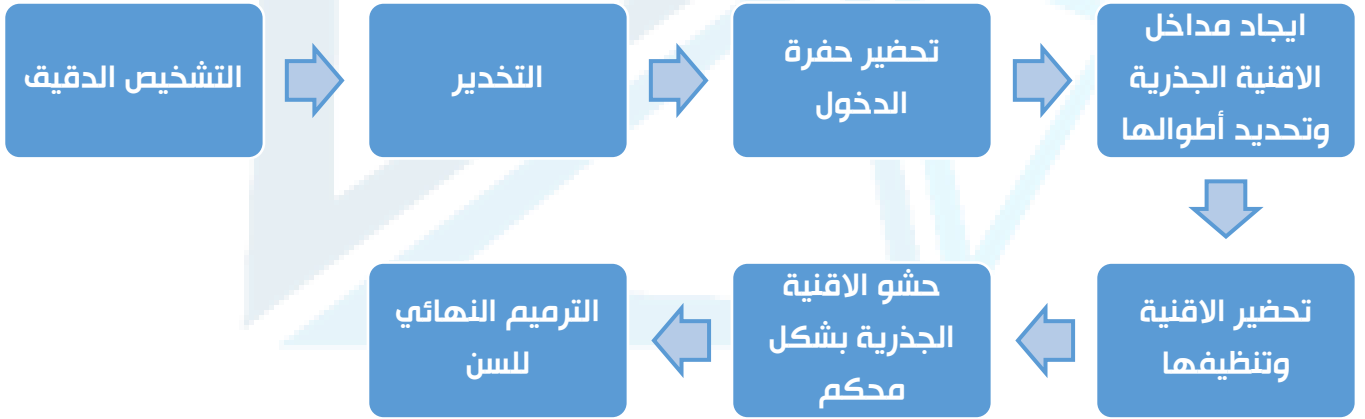 التشخيص الدقيق
التخدير
تحضير حفرة
الدخول
ايجاد مداخل
الاقنية الجذرية
وتحديد أطوالها
تحضير الاقنية
وتنظيفها
حشو الاقنية
الجذرية بشكل
محكم
الترميم النهائي
للسن